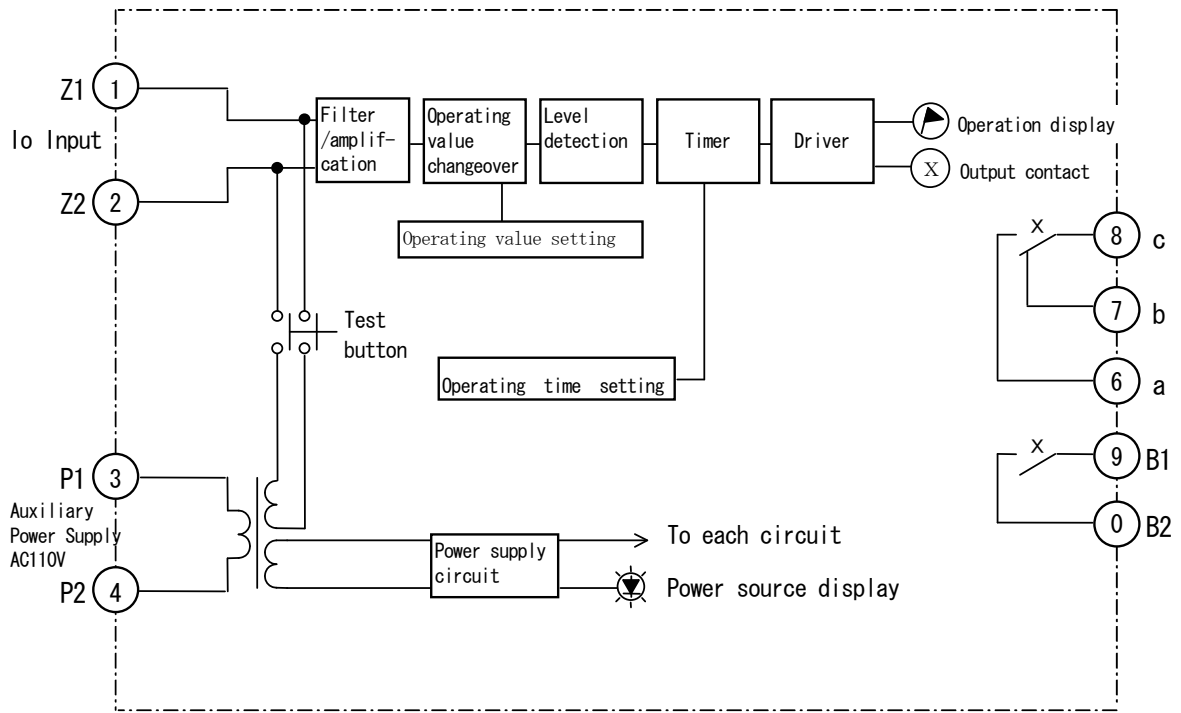 Z1
1
Io Input
Z2
2
Filter
/amplif-
cation
Operating
value
changeover
Level
detection
Timer
Driver
Operation display
X
Output contact
Operating value setting
Test
button
Operating time setting
X
8
c
7
b
6
a
X
9
B1
0
B2
P1
3
Auxiliary
Power Supply
AC110V
P2
4
Power supply
circuit
To each circuit
Power source display